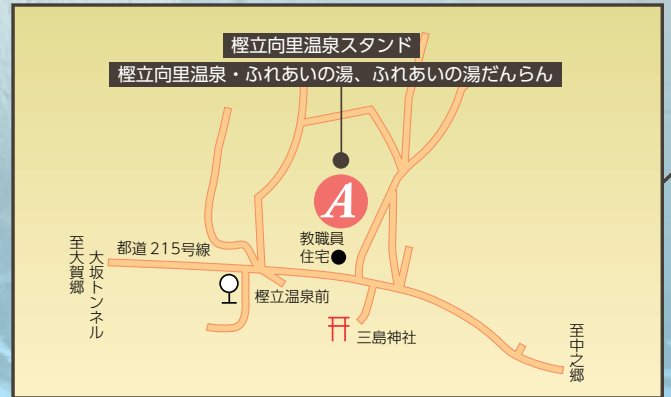 樫立向里温泉スタンド
樫立向里温泉・ふれあいの湯、ふれあいの湯だんらん
A
教職員
住宅
都道215号線
至大賀郷
大坂トンネル
樫立温泉前
三島神社
至中之郷